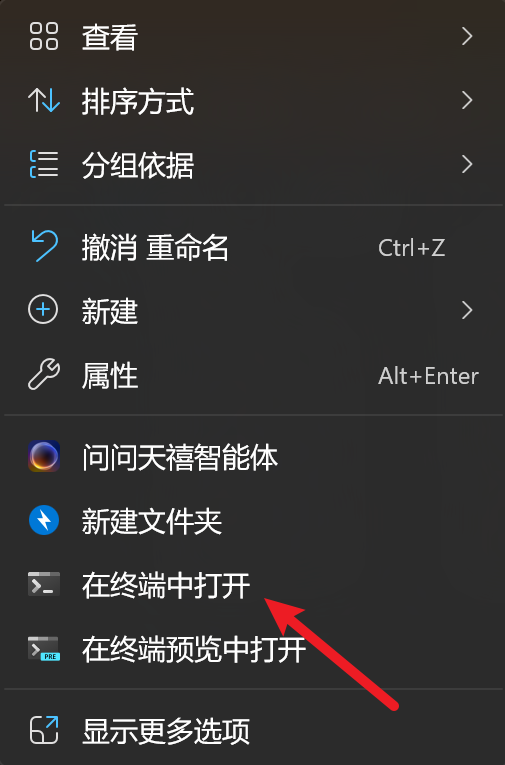 查看
排序方式
分组依据
撤消 重命名 Ctrl+Z
新建
属性 Alt+Enter
问问天禧智能体
新建文件夹
在终端中打开
在终端预览中打开
PRE
显示更多选项